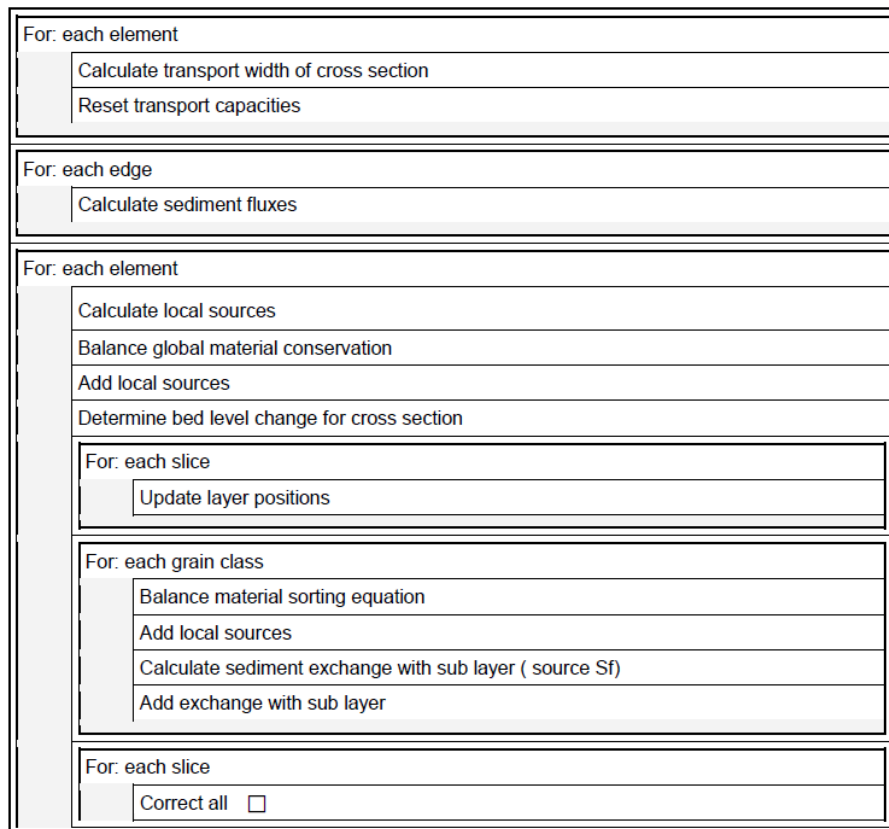 For: each element
Calculate transport width of cross section
Reset transport capacities
For: each edge
Calculate sediment fluxes
For: each element
Calculate local sources
Balance global material conservation
Add local sources
Determine bed level change for cross section
For: each slice
Update layer positions
For: each grain class
Balance material sorting equation
Add local sources
Calculate sediment exchange with sub layer ( source Sf)
Add exchange with sub layer
For: each slice
Correct all □